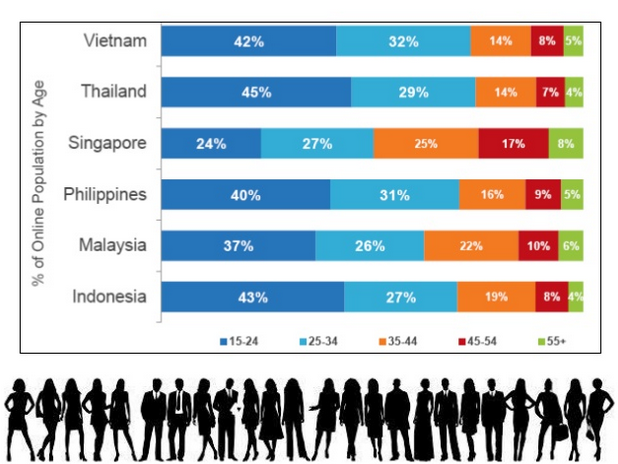 % of Online Population by Age
Vietnam 42% 32% 14% 8% 5%
Thailand 45% 29% 14% 7% 4%
Singapore 24% 27% 25% 17% 8%
Philippines 40% 31% 16% 9% 5%
Malaysia 37% 26% 22% 10% 6%
Indonesia 43% 27% 19% 8% 4%
15-24 25-34 35-44 45-54 55+